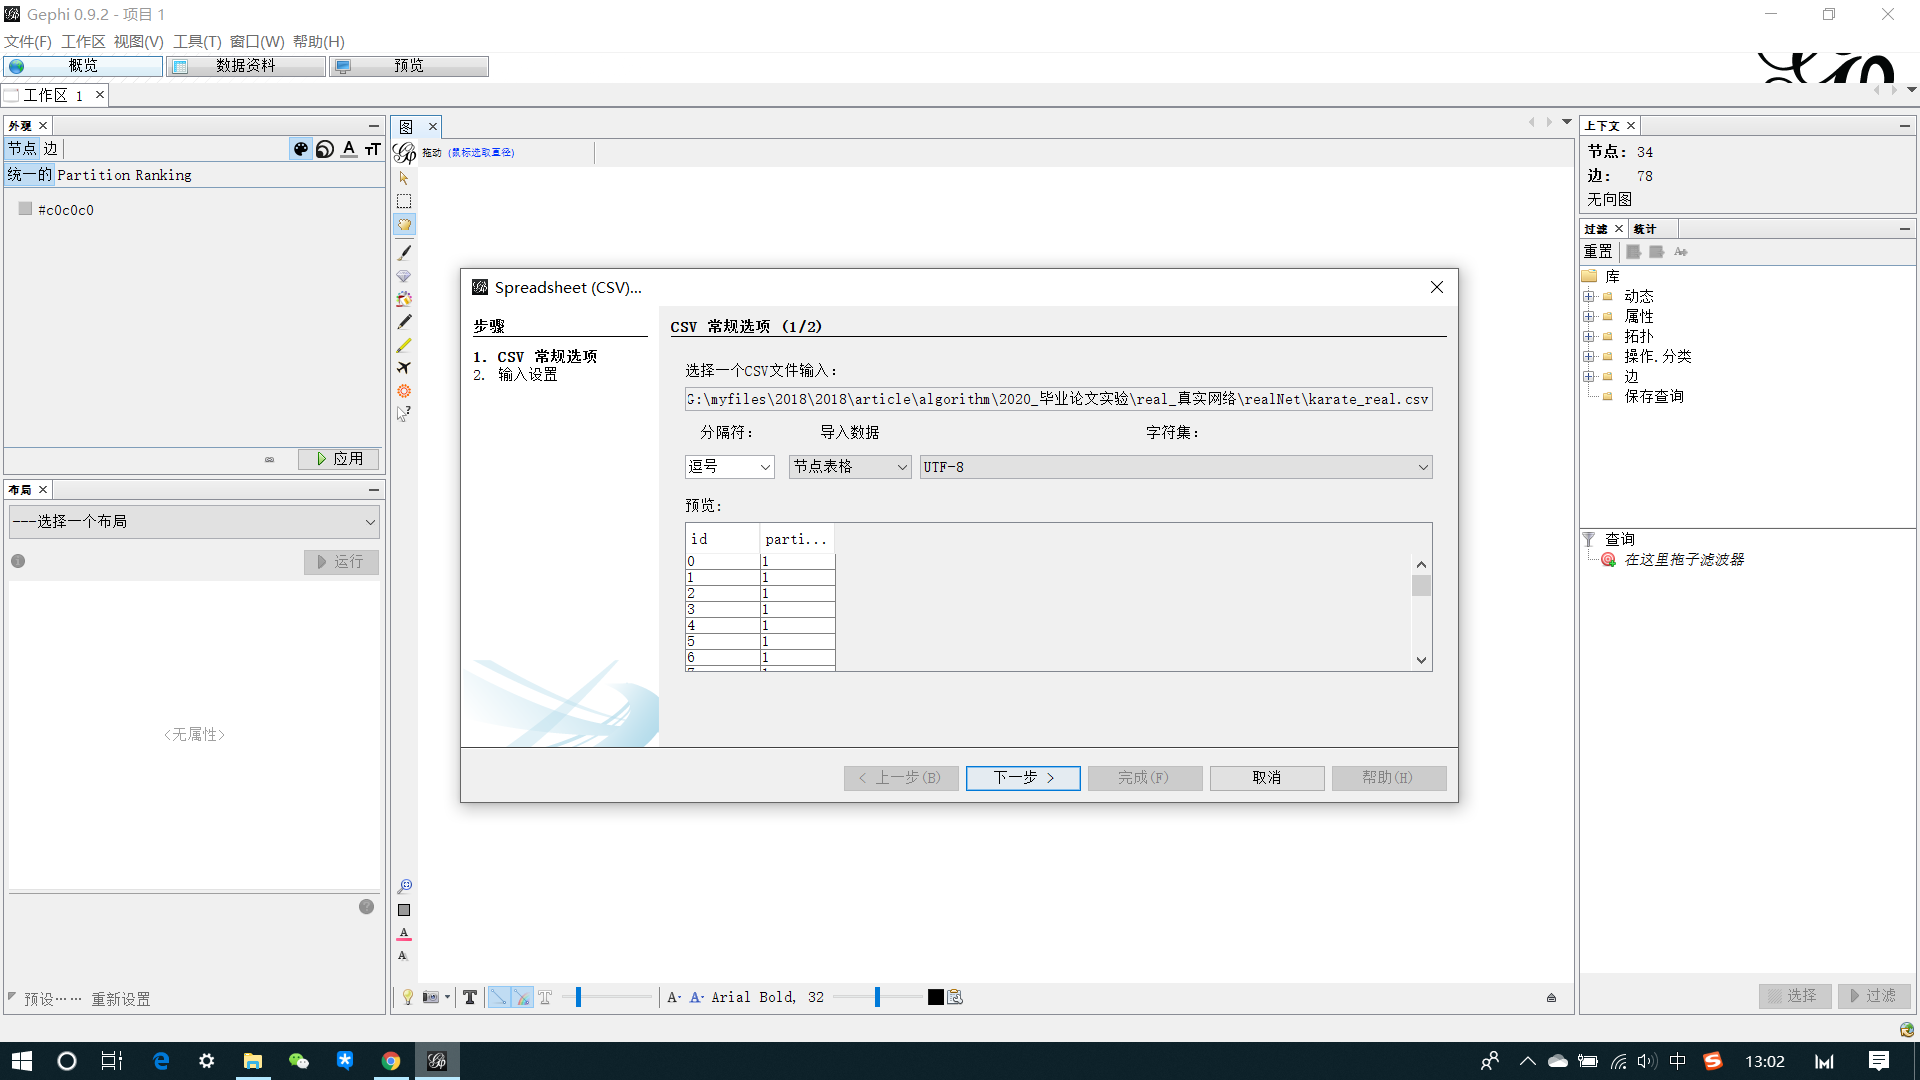 Gephi 0.9.2 - 项目 1
文件(F) 工作区 视图(V) 工具(T) 窗口(W) 帮助(H)
概览 数据资料 预览
工作区 1
外观
节点 边
统一的 Partition Ranking
#c0c0c0
应用
布局
---选择一个布局
运行
<无属性>
预设…… 重新设置
图
拖动 (鼠标选取直径)
Spreadsheet (CSV)...
步骤
1. CSV 常规选项
2. 输入设置
CSV 常规选项 (1/2)
选择一个CSV文件输入:
G:\myfiles\2018\2018\article\algorithm\2020_毕业论文实验\real_真实网络\realNet\karate_real.csv
分隔符: 导入数据 字符集:
逗号 节点表格 UTF-8
预览:
id parti...
0 1
1 1
2 1
3 1
4 1
5 1
6 1
< 上一步(B) 下一步 > 完成(F) 取消 帮助(H)
Arial Bold, 32
上下文
节点: 34
边: 78
无向图
过滤 统计
重置
库
动态
属性
拓扑
操作.分类
边
保存查询
查询
在这里拖子滤波器
选择 过滤
中 13:02